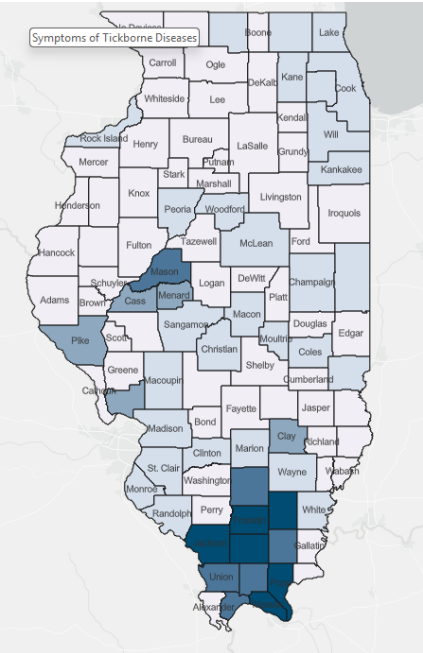 Symptoms of Tickborne Diseases
Boone
Lake
Carroll
Ogle
DeKalb
Kane
Cook
Whiteside
Lee
Kendall
Will
Rock Island
Henry
Bureau
LaSalle
Grundy
Kankakee
Mercer
Putnam
Stark
Marshall
Henderson
Knox
Peoria
Woodford
Livingston
Iroquois
Hancock
Fulton
Tazewell
McLean
Ford
Mason
Schuyler
Logan
DeWitt
Champaign
Adams
Brown
Cass
Menard
Piatt
Macon
Pike
Scott
Sangamon
Christian
Moultrie
Douglas
Edgar
Coles
Greene
Macoupin
Shelby
Cumberland
Calhoun
Fayette
Jasper
Madison
Bond
Clay
Richland
Clinton
Marion
St. Clair
Wayne
Wabash
Washington
Monroe
Randolph
Perry
White
Franklin
Jackson
Gallatin
Union
Pope
Alexander